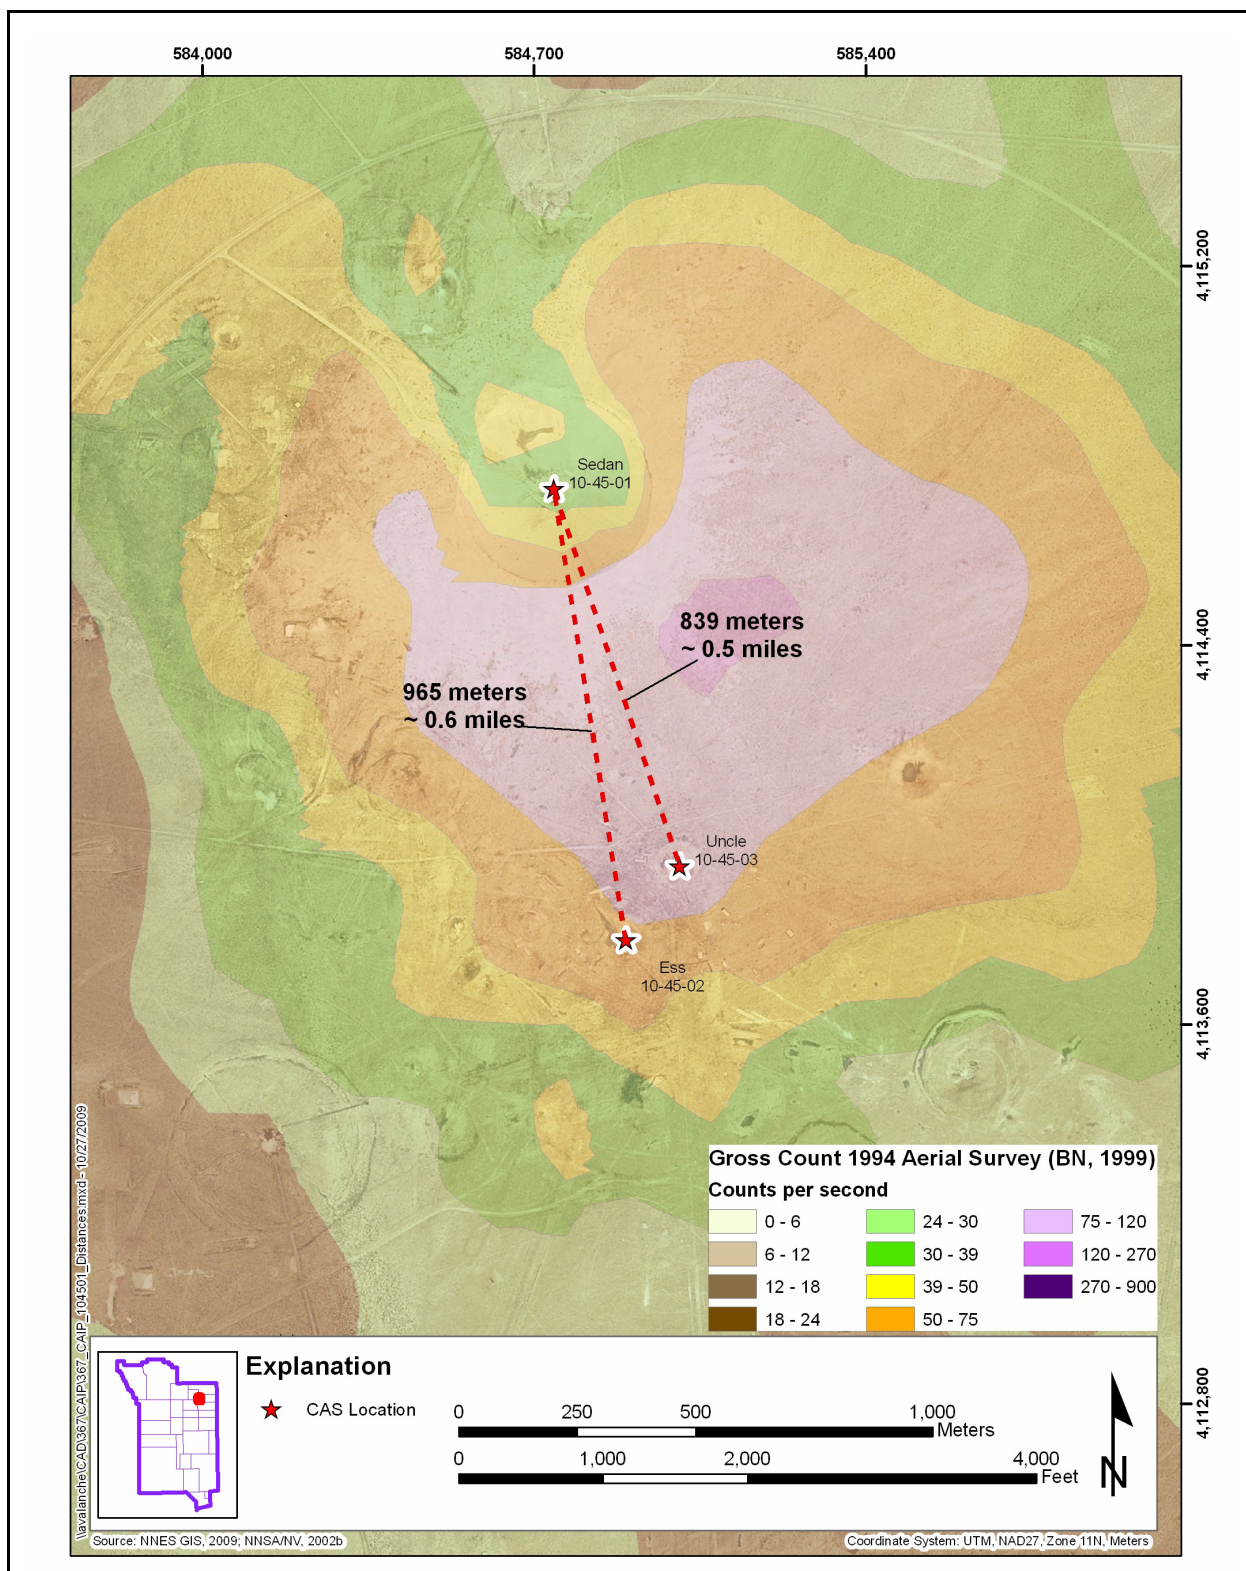 584,000
584,700
585,400
4,115,200
4,114,400
4,113,600
4,112,800
Sedan
10-45-01
839 meters
~ 0.5 miles
965 meters
~ 0.6 miles
Uncle
10-45-03
Ess
10-45-02
\\avalanche\CAD\367\CAIP\367_CAIP_104501_Distances.mxd - 10/27/2009
Gross Count 1994 Aerial Survey (BN, 1999)
Counts per second
0 - 6
6 - 12
12 - 18
18 - 24
24 - 30
30 - 39
39 - 50
50 - 75
75 - 120
120 - 270
270 - 900
Explanation
CAS Location
0 250 500 1,000
Meters
0 1,000 2,000 4,000
Feet
N
Source: NNES GIS, 2009; NNSA/NV, 2002b
Coordinate System: UTM, NAD27, Zone 11N, Meters